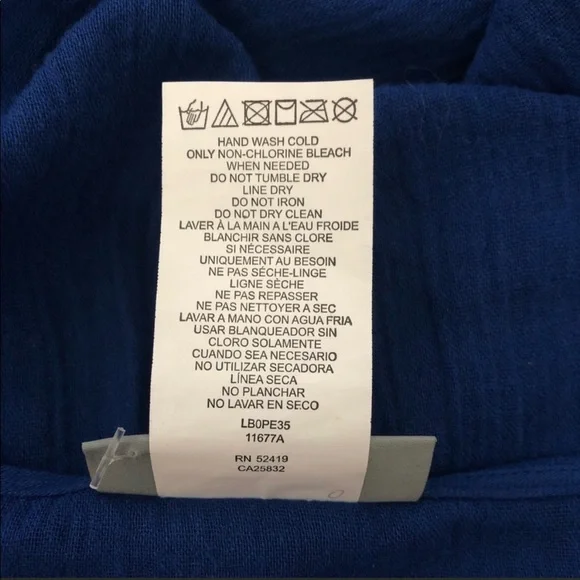 HAND WASH COLD
ONLY NON-CHLORINE BLEACH
WHEN NEEDED
DO NOT TUMBLE DRY
LINE DRY
DO NOT IRON
DO NOT DRY CLEAN
LAVER À LA MAIN A L'EAU FROIDE
BLANCHIR SANS CLORE
SI NÉCESSAIRE
UNIQUEMENT AU BESOIN
NE PAS SÈCHE-LINGE
LIGNE SÈCHE
NE PAS REPASSER
NE PAS NETTOYER A SEC
LAVAR A MANO CON AGUA FRIA
USAR BLANQUEADOR SIN
CLORO SOLAMENTE
CUANDO SEA NECESARIO
NO UTILIZAR SECADORA
LÍNEA SECA
NO PLANCHAR
NO LAVAR EN SECO
LB0PE35
11677A
RN 52419
CA25832